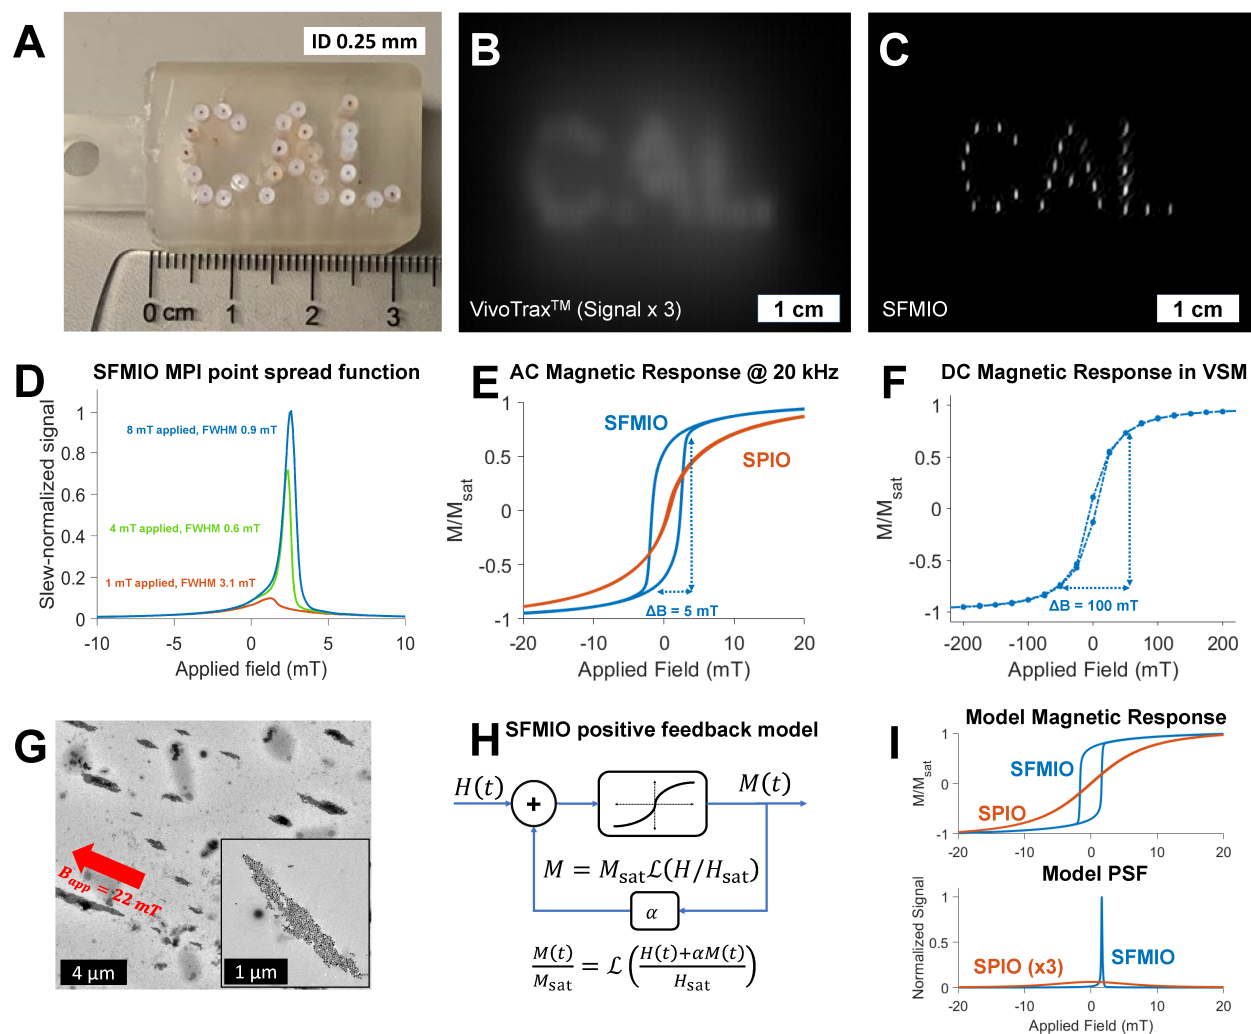 A
ID 0.25 mm
0 cm 1 2 3
B
VivoTrax™ (Signal x 3)
1 cm
C
SFMIO
1 cm
D
SFMIO MPI point spread function
Slew-normalized signal
1
0.8
0.6
0.4
0.2
0
8 mT applied, FWHM 0.9 mT
4 mT applied, FWHM 0.6 mT
1 mT applied, FWHM 3.1 mT
-10 -5 0 5 10
Applied field (mT)
E
AC Magnetic Response @ 20 kHz
M/Msat
1
0.5
0
-0.5
-1
SFMIO
SPIO
ΔB = 5 mT
-20 -10 0 10 20
Applied Field (mT)
F
DC Magnetic Response in VSM
M/Msat
1
0.5
0
-0.5
-1
ΔB = 100 mT
-200 -100 0 100 200
Applied Field (mT)
G
Bapp = 22 mT
4 μm
1 μm
H
SFMIO positive feedback model
H(t)
+
M(t)
M = Msatℒ(H/Hsat)
α
M(t)/Msat = ℒ((H(t)+αM(t))/Hsat)
I
Model Magnetic Response
M/Msat
1
0
-1
SFMIO
SPIO
-20 -10 0 10 20
Model PSF
Normalized Signal
1
0.5
0
SPIO (x3)
SFMIO
-20 -10 0 10 20
Applied Field (mT)